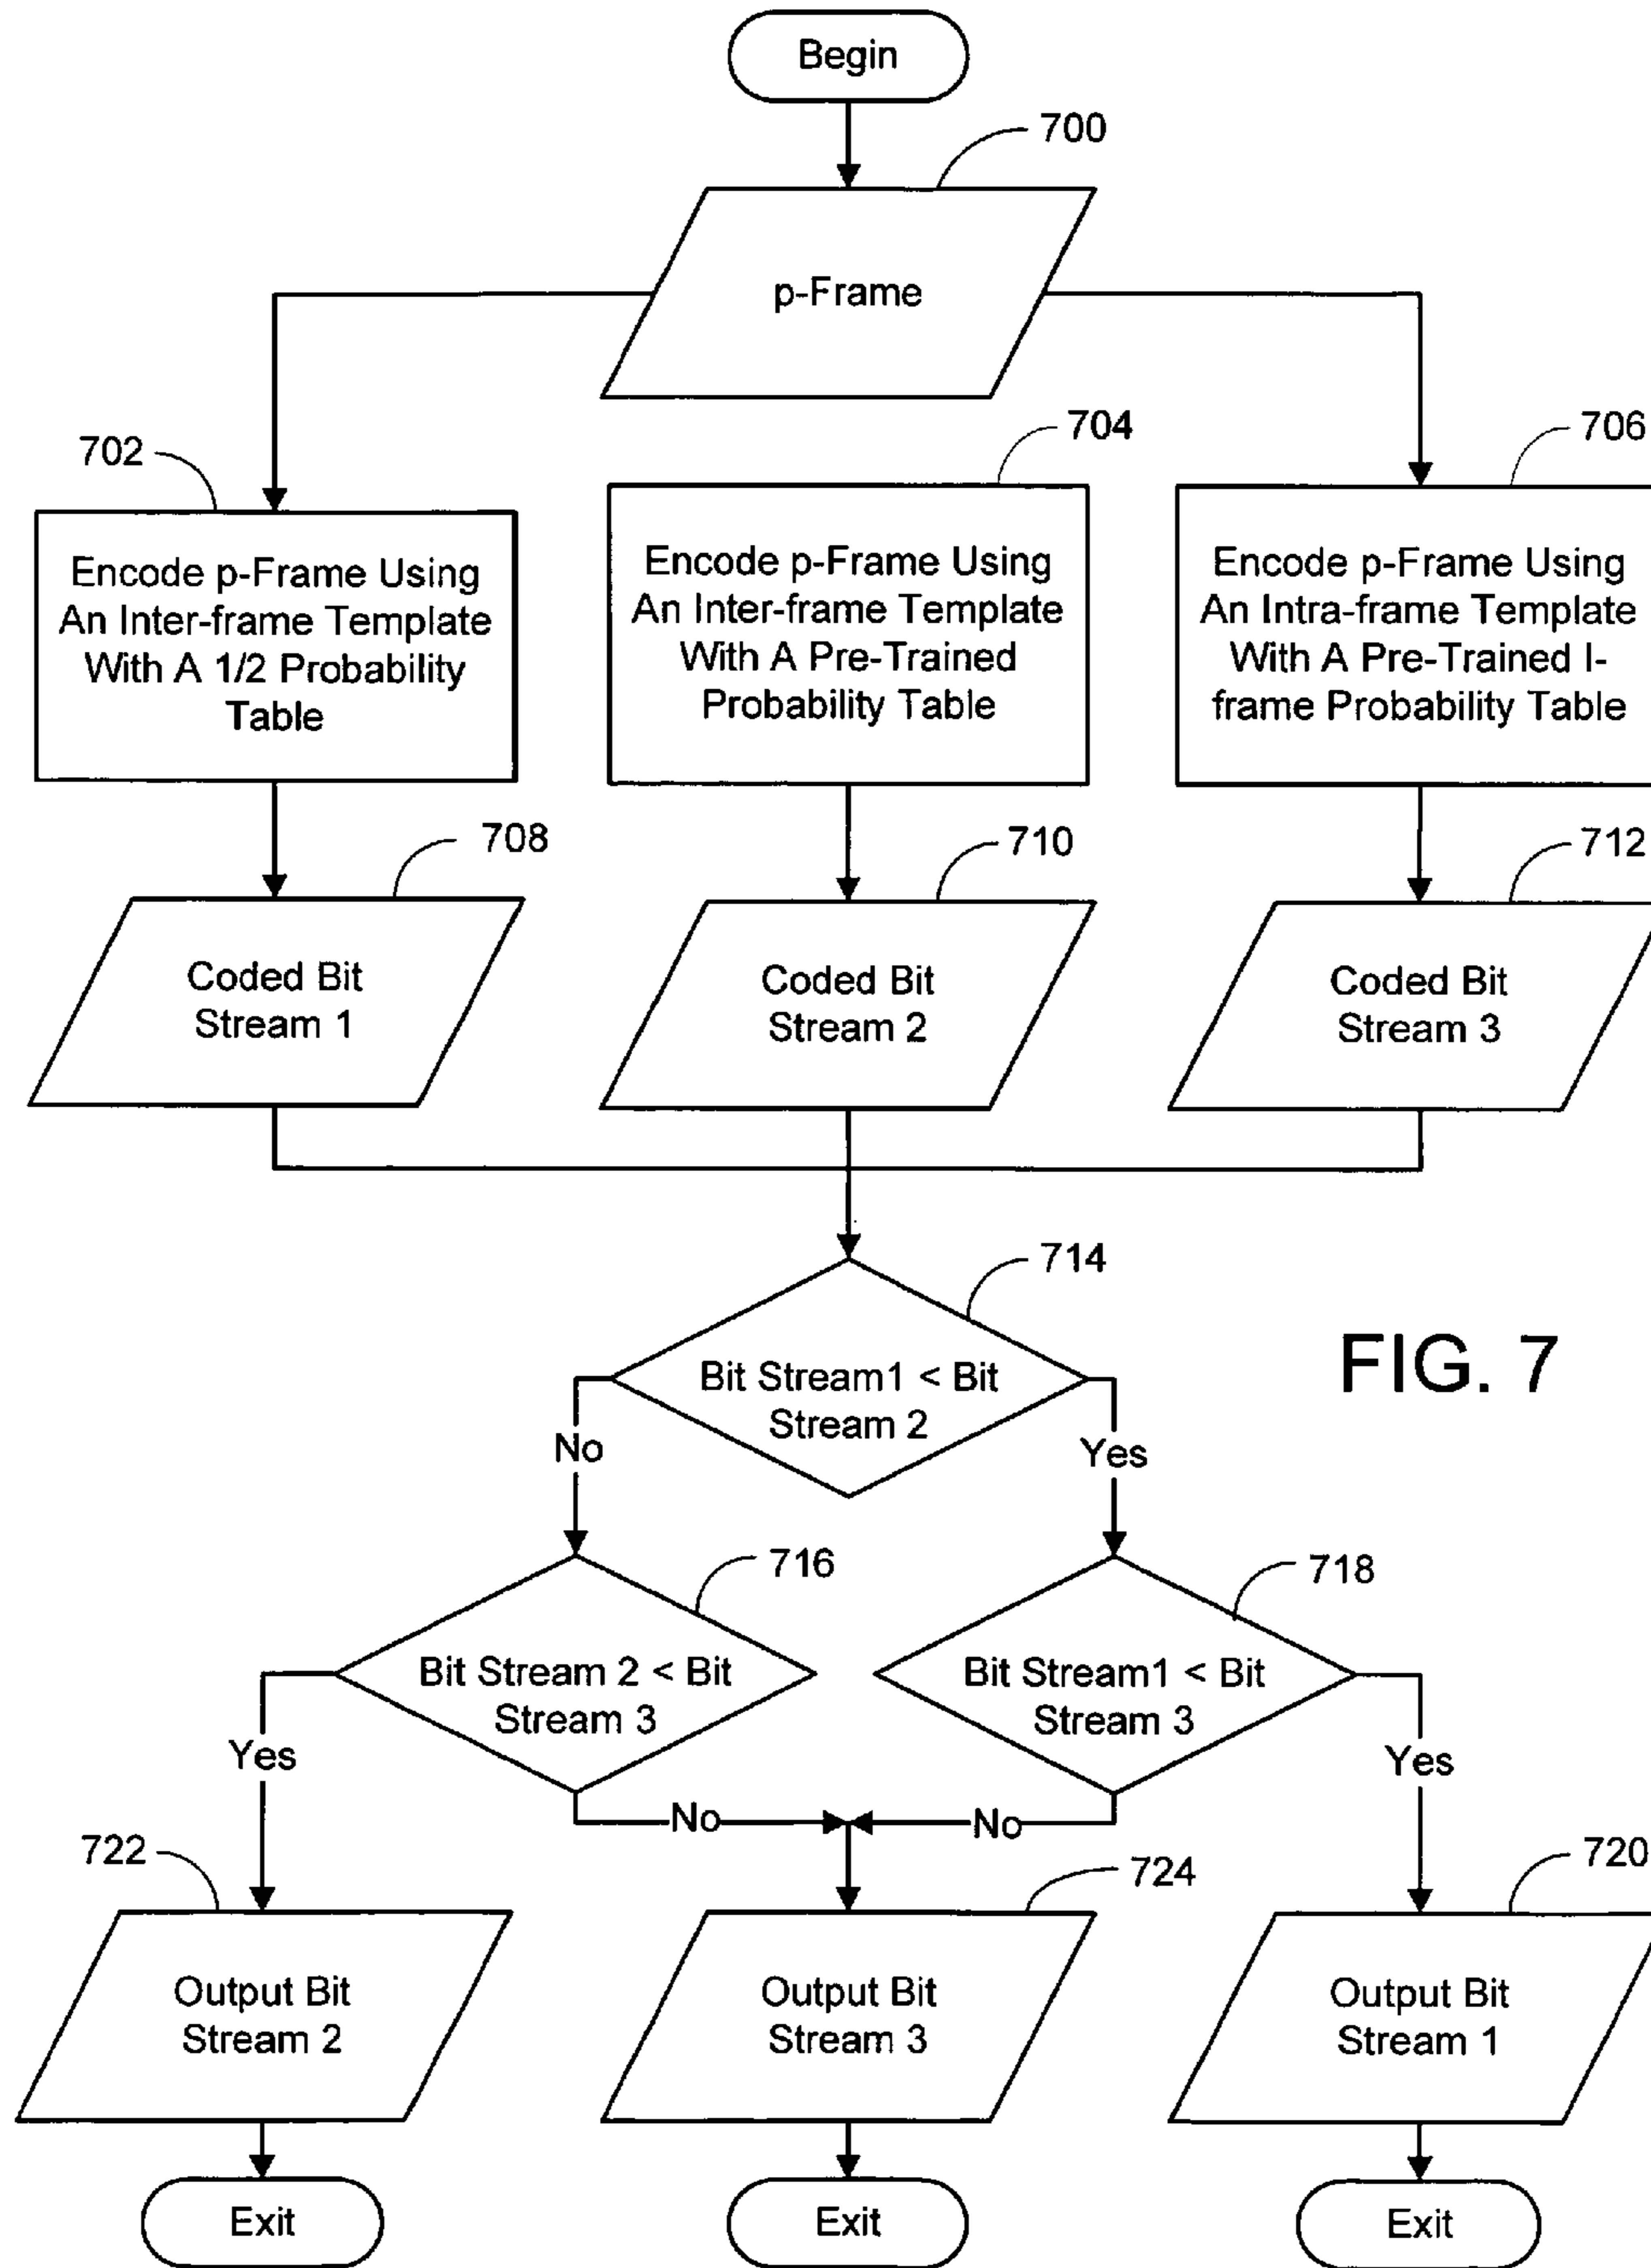 Begin
700
p-Frame
702
704
706
Encode p-Frame Using
An Inter-frame Template
With A 1/2 Probability
Table
Encode p-Frame Using
An Inter-frame Template
With A Pre-Trained
Probability Table
Encode p-Frame Using
An Intra-frame Template
With A Pre-Trained I-
frame Probability Table
708
710
712
Coded Bit
Stream 1
Coded Bit
Stream 2
Coded Bit
Stream 3
714
Bit Stream1 < Bit
Stream 2
FIG. 7
No
Yes
716
718
Bit Stream 2 < Bit
Stream 3
Bit Stream1 < Bit
Stream 3
Yes
No
No
Yes
722
724
720
Output Bit
Stream 2
Output Bit
Stream 3
Output Bit
Stream 1
Exit
Exit
Exit